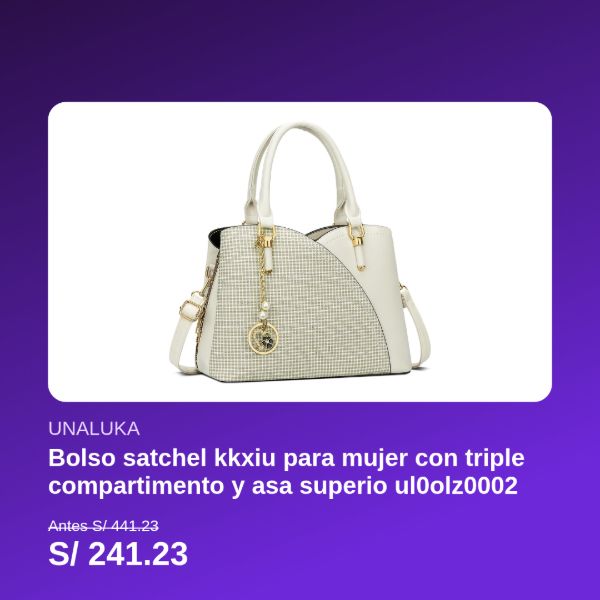 UNALUKA
Bolso satchel kkxiu para mujer con triple
compartimento y asa superio ul0olz0002
Antes S/ 441.23
S/ 241.23